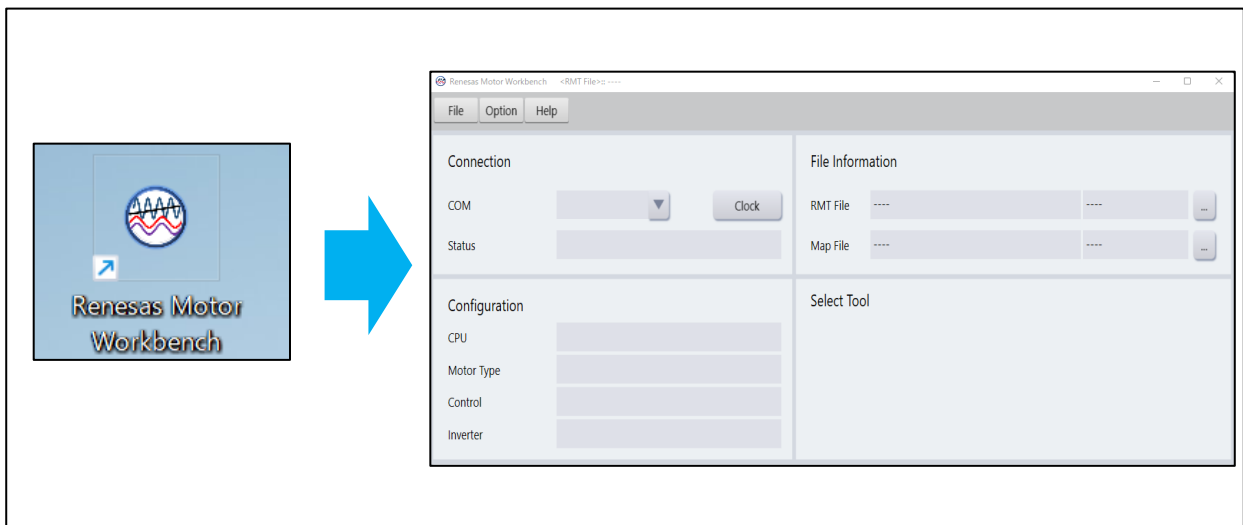 Renesas Motor
Workbench
Renesas Motor Workbench <RMT File>:: ----
File Option Help
Connection
COM Clock
Status
File Information
RMT File ---- ---- ...
Map File ---- ---- ...
Configuration
CPU
Motor Type
Control
Inverter
Select Tool